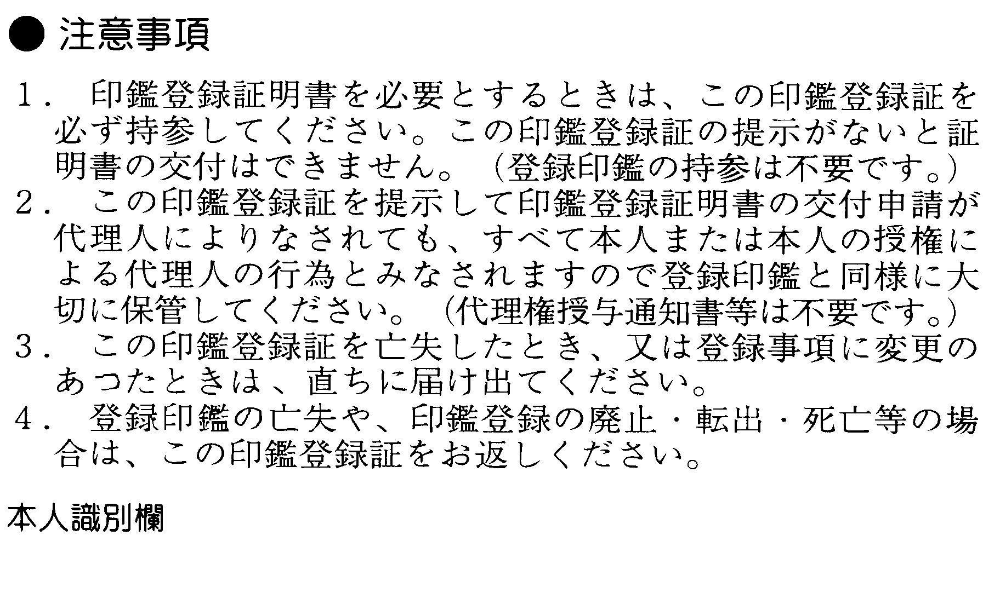 ● 注意事項
１．　印鑑登録証明書を必要とするときは、この印鑑登録証を
必ず持参してください。この印鑑登録証の提示がないと証
明書の交付はできません。（登録印鑑の持参は不要です。）
２．　この印鑑登録証を提示して印鑑登録証明書の交付申請が
代理人によりなされても、すべて本人または本人の授権に
よる代理人の行為とみなされますので登録印鑑と同様に大
切に保管してください。（代理権授与通知書等は不要です。）
３．　この印鑑登録証を亡失したとき、又は登録事項に変更の
あつたときは、直ちに届け出てください。
４．　登録印鑑の亡失や、印鑑登録の廃止・転出・死亡等の場
合は、この印鑑登録証をお返しください。
本人識別欄